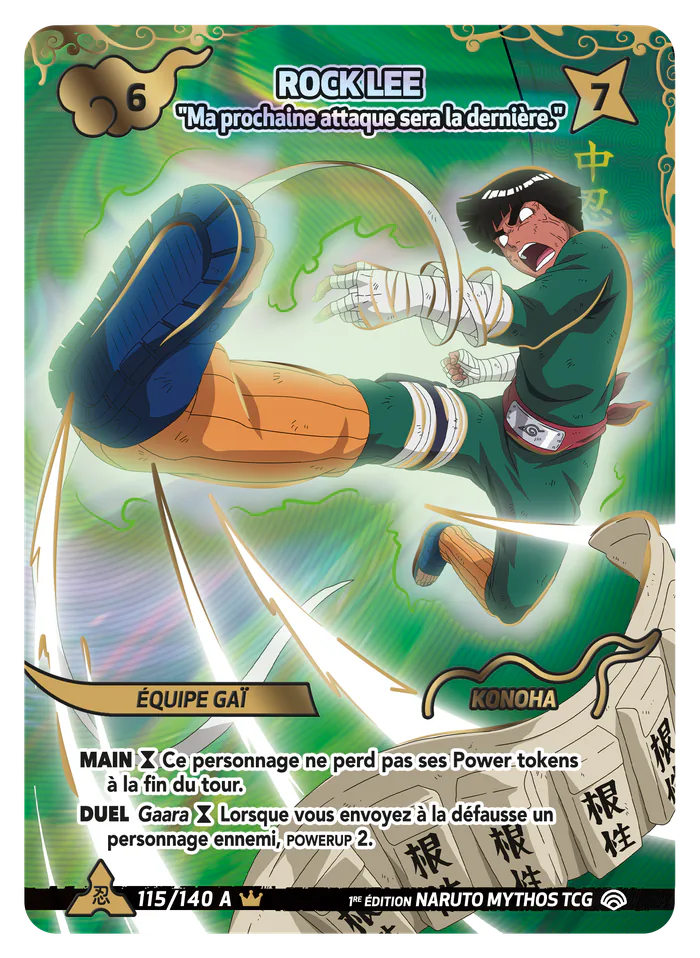 6
ROCK LEE
7
"Ma prochaine attaque sera la dernière."
中
忍
ÉQUIPE GAÏ
KONOHA
MAIN Ce personnage ne perd pas ses Power tokens
à la fin du tour.
DUEL Gaara Lorsque vous envoyez à la défausse un
personnage ennemi, POWERUP 2.
根
性
根
性
根
性
根
性
忍
115/140 A
1RE ÉDITION NARUTO MYTHOS TCG